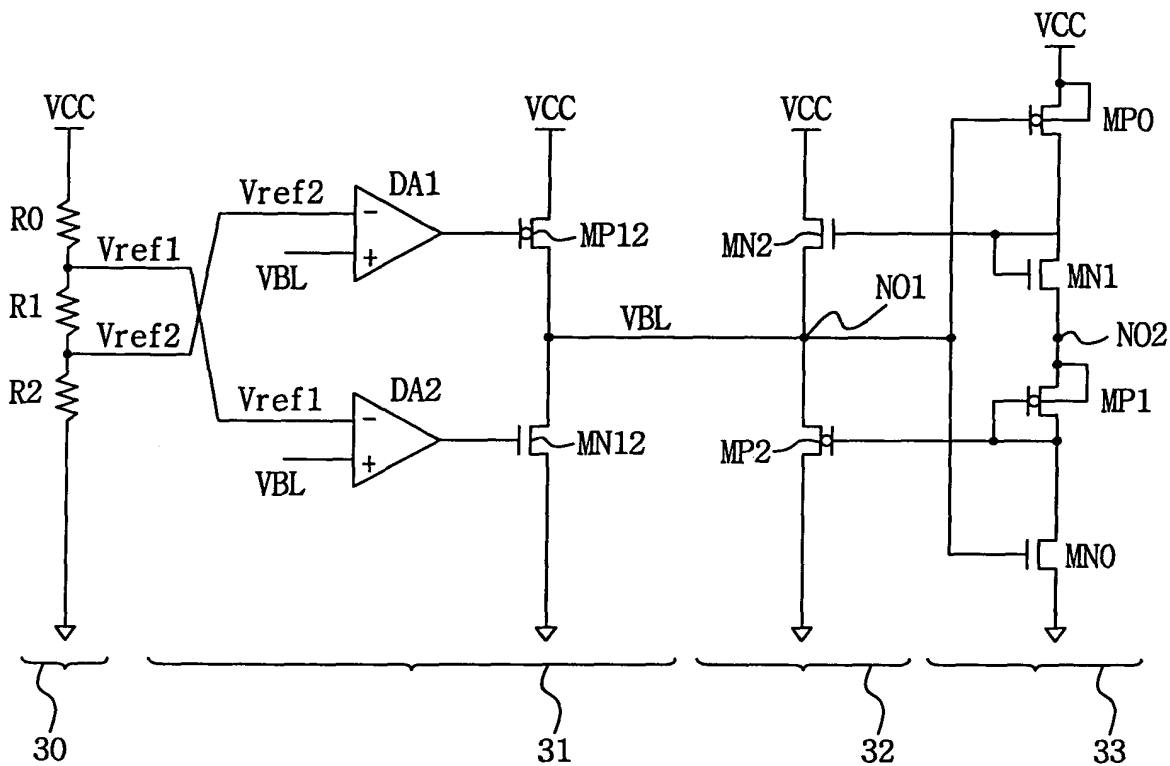 VCC
VCC
VCC
VCC
MP0
R0
Vref1
R1
Vref2
R2
Vref2
DA1
−
+
VBL
Vref1
DA2
−
+
VBL
MP12
VBL
MN12
MN2
NO1
MP2
MN1
NO2
MP1
MN0
30
31
32
33